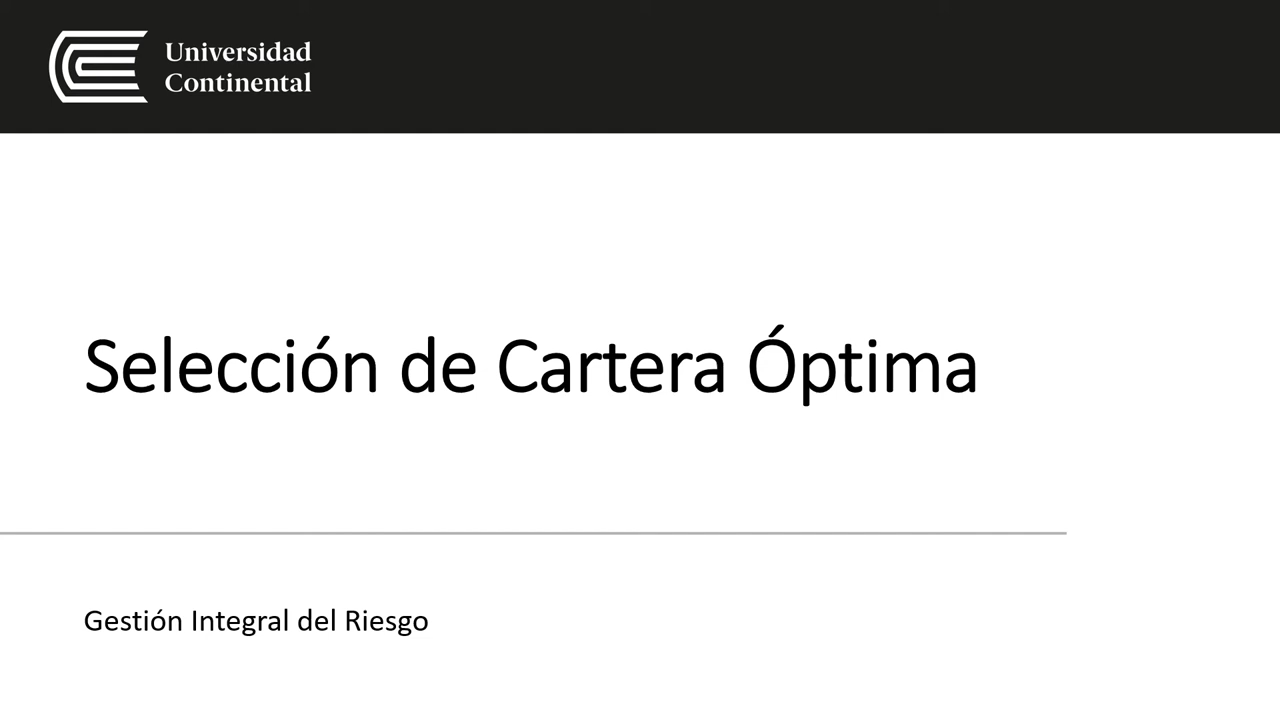 Universidad
Continental
Selección de Cartera Óptima
Gestión Integral del Riesgo